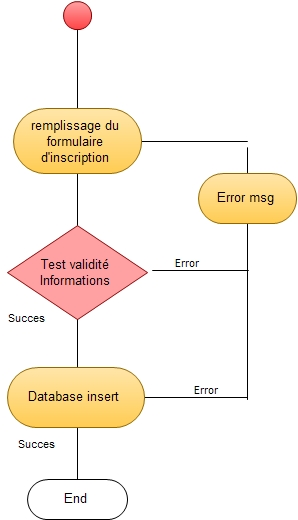 remplissage du
formulaire
d'inscription
Error msg
Test validité
Informations
Error
Succes
Database insert
Error
Succes
End